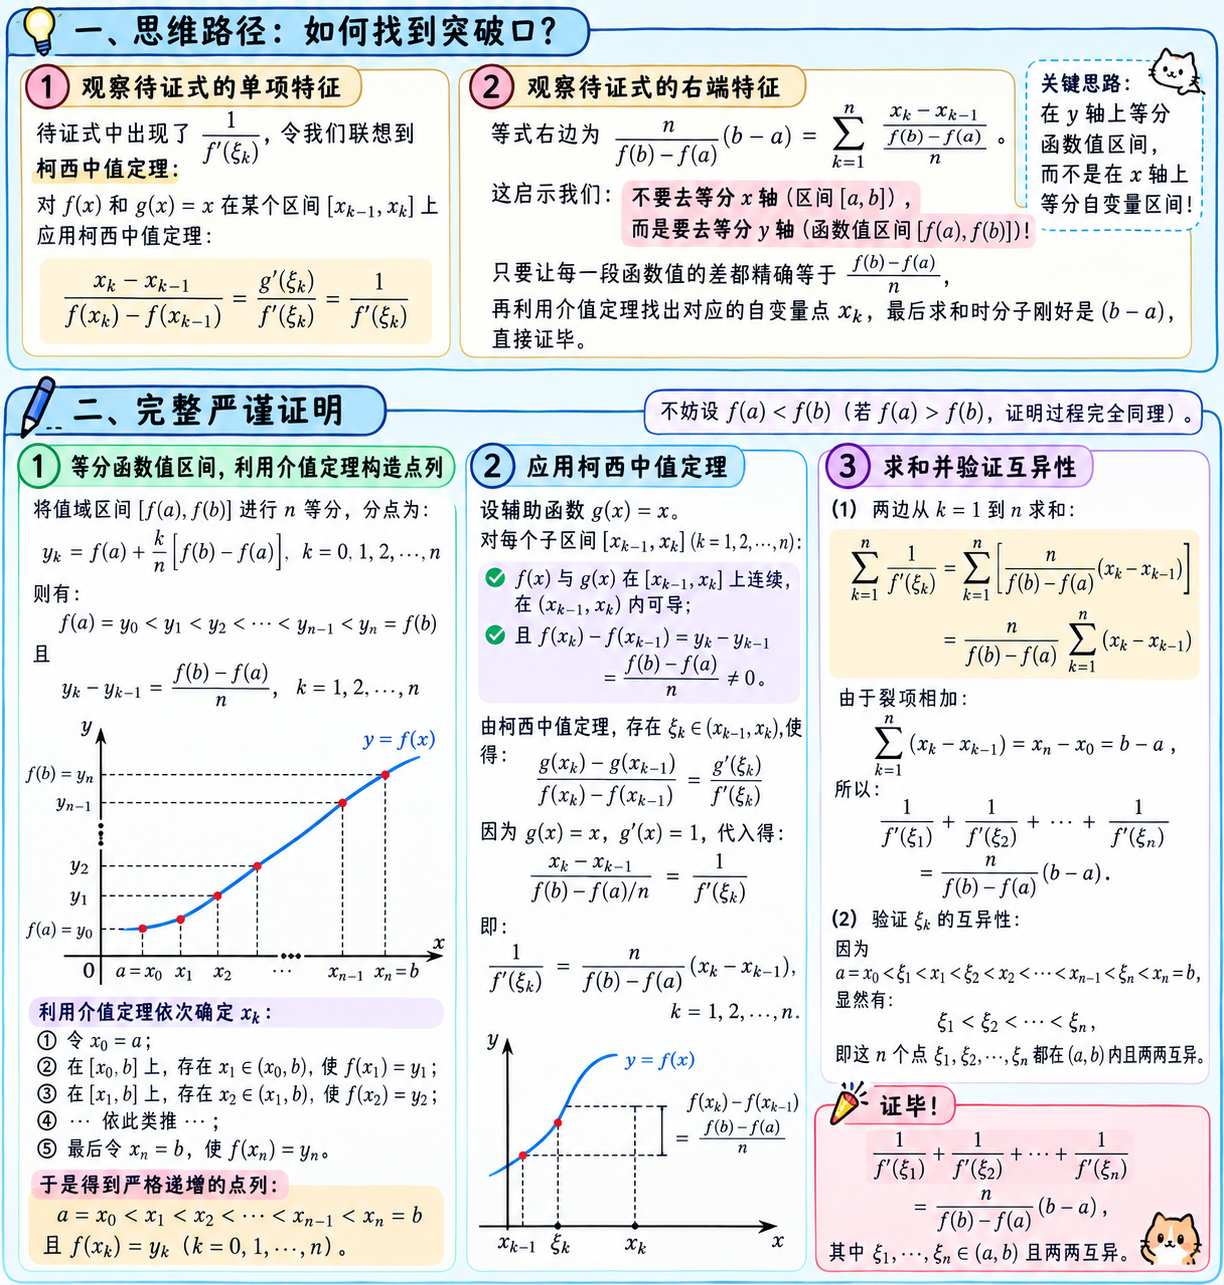 一、思维路径：如何找到突破口？
1 观察待证式的单项特征
待证式中出现了 1/f′(ξ_k)，令我们联想到
柯西中值定理：
对 f(x) 和 g(x) = x 在某个区间 [x_{k−1}, x_k] 上
应用柯西中值定理：
(x_k − x_{k−1})/(f(x_k) − f(x_{k−1})) = g′(ξ_k)/f′(ξ_k) = 1/f′(ξ_k)
2 观察待证式的右端特征
等式右边为 n/(f(b) − f(a)) (b − a) = ∑_{k=1}^{n} (x_k − x_{k−1})/((f(b) − f(a))/n) 。
这启示我们：不要去等分 x 轴（区间 [a, b]），
而是要去等分 y 轴（函数值区间 [f(a), f(b)]）！
只要让每一段函数值的差都精确等于 (f(b) − f(a))/n，
再利用介值定理找出对应的自变量点 x_k，最后求和时分子刚好是 (b − a)，
直接证毕。
关键思路：
在 y 轴上等分
函数值区间，
而不是在 x 轴上
等分自变量区间！
二、完整严谨证明
不妨设 f(a) < f(b)（若 f(a) > f(b)，证明过程完全同理）。
1 等分函数值区间，利用介值定理构造点列
将值域区间 [f(a), f(b)] 进行 n 等分，分点为：
y_k = f(a) + k/n [f(b) − f(a)]，k = 0, 1, 2, …, n
则有：
f(a) = y_0 < y_1 < y_2 < ⋯ < y_{n−1} < y_n = f(b)
且
y_k − y_{k−1} = (f(b) − f(a))/n，k = 1, 2, …, n
y
y = f(x)
f(b) = y_n
y_{n−1}
y_2
y_1
f(a) = y_0
x
0 a = x_0 x_1 x_2 ⋯ x_{n−1} x_n = b
利用介值定理依次确定 x_k：
① 令 x_0 = a；
② 在 [x_0, b] 上，存在 x_1 ∈ (x_0, b)，使 f(x_1) = y_1；
③ 在 [x_1, b] 上，存在 x_2 ∈ (x_1, b)，使 f(x_2) = y_2；
④ ⋯ 依此类推 ⋯；
⑤ 最后令 x_n = b，使 f(x_n) = y_n。
于是得到严格递增的点列：
a = x_0 < x_1 < x_2 < ⋯ < x_{n−1} < x_n = b
且 f(x_k) = y_k（k = 0, 1, …, n）。
2 应用柯西中值定理
设辅助函数 g(x) = x。
对每个子区间 [x_{k−1}, x_k] (k = 1, 2, …, n)：
✓ f(x) 与 g(x) 在 [x_{k−1}, x_k] 上连续，
在 (x_{k−1}, x_k) 内可导；
✓ 且 f(x_k) − f(x_{k−1}) = y_k − y_{k−1}
= (f(b) − f(a))/n ≠ 0。
由柯西中值定理，存在 ξ_k ∈ (x_{k−1}, x_k)，使
得：
(g(x_k) − g(x_{k−1}))/(f(x_k) − f(x_{k−1})) = g′(ξ_k)/f′(ξ_k)
因为 g(x) = x，g′(x) = 1，代入得：
(x_k − x_{k−1})/(f(b) − f(a)/n) = 1/f′(ξ_k)
即：
1/f′(ξ_k) = n/(f(b) − f(a)) (x_k − x_{k−1})，
k = 1, 2, …, n.
y
y = f(x)
f(x_k) − f(x_{k−1})
= (f(b) − f(a))/n
x_{k−1} ξ_k x_k x
3 求和并验证互异性
（1） 两边从 k = 1 到 n 求和：
∑_{k=1}^{n} 1/f′(ξ_k) = ∑_{k=1}^{n} [n/(f(b) − f(a)) (x_k − x_{k−1})]
= n/(f(b) − f(a)) ∑_{k=1}^{n} (x_k − x_{k−1})
由于裂项相加：
∑_{k=1}^{n} (x_k − x_{k−1}) = x_n − x_0 = b − a，
所以：
1/f′(ξ_1) + 1/f′(ξ_2) + ⋯ + 1/f′(ξ_n)
= n/(f(b) − f(a)) (b − a).
（2） 验证 ξ_k 的互异性：
因为
a = x_0 < ξ_1 < x_1 < ξ_2 < x_2 < ⋯ < x_{n−1} < ξ_n < x_n = b，
显然有：
ξ_1 < ξ_2 < ⋯ < ξ_n，
即这 n 个点 ξ_1, ξ_2, ⋯, ξ_n 都在 (a, b) 内且两两互异。
证毕！
1/f′(ξ_1) + 1/f′(ξ_2) + ⋯ + 1/f′(ξ_n)
= n/(f(b) − f(a)) (b − a)，
其中 ξ_1, ⋯, ξ_n ∈ (a, b) 且两两互异。